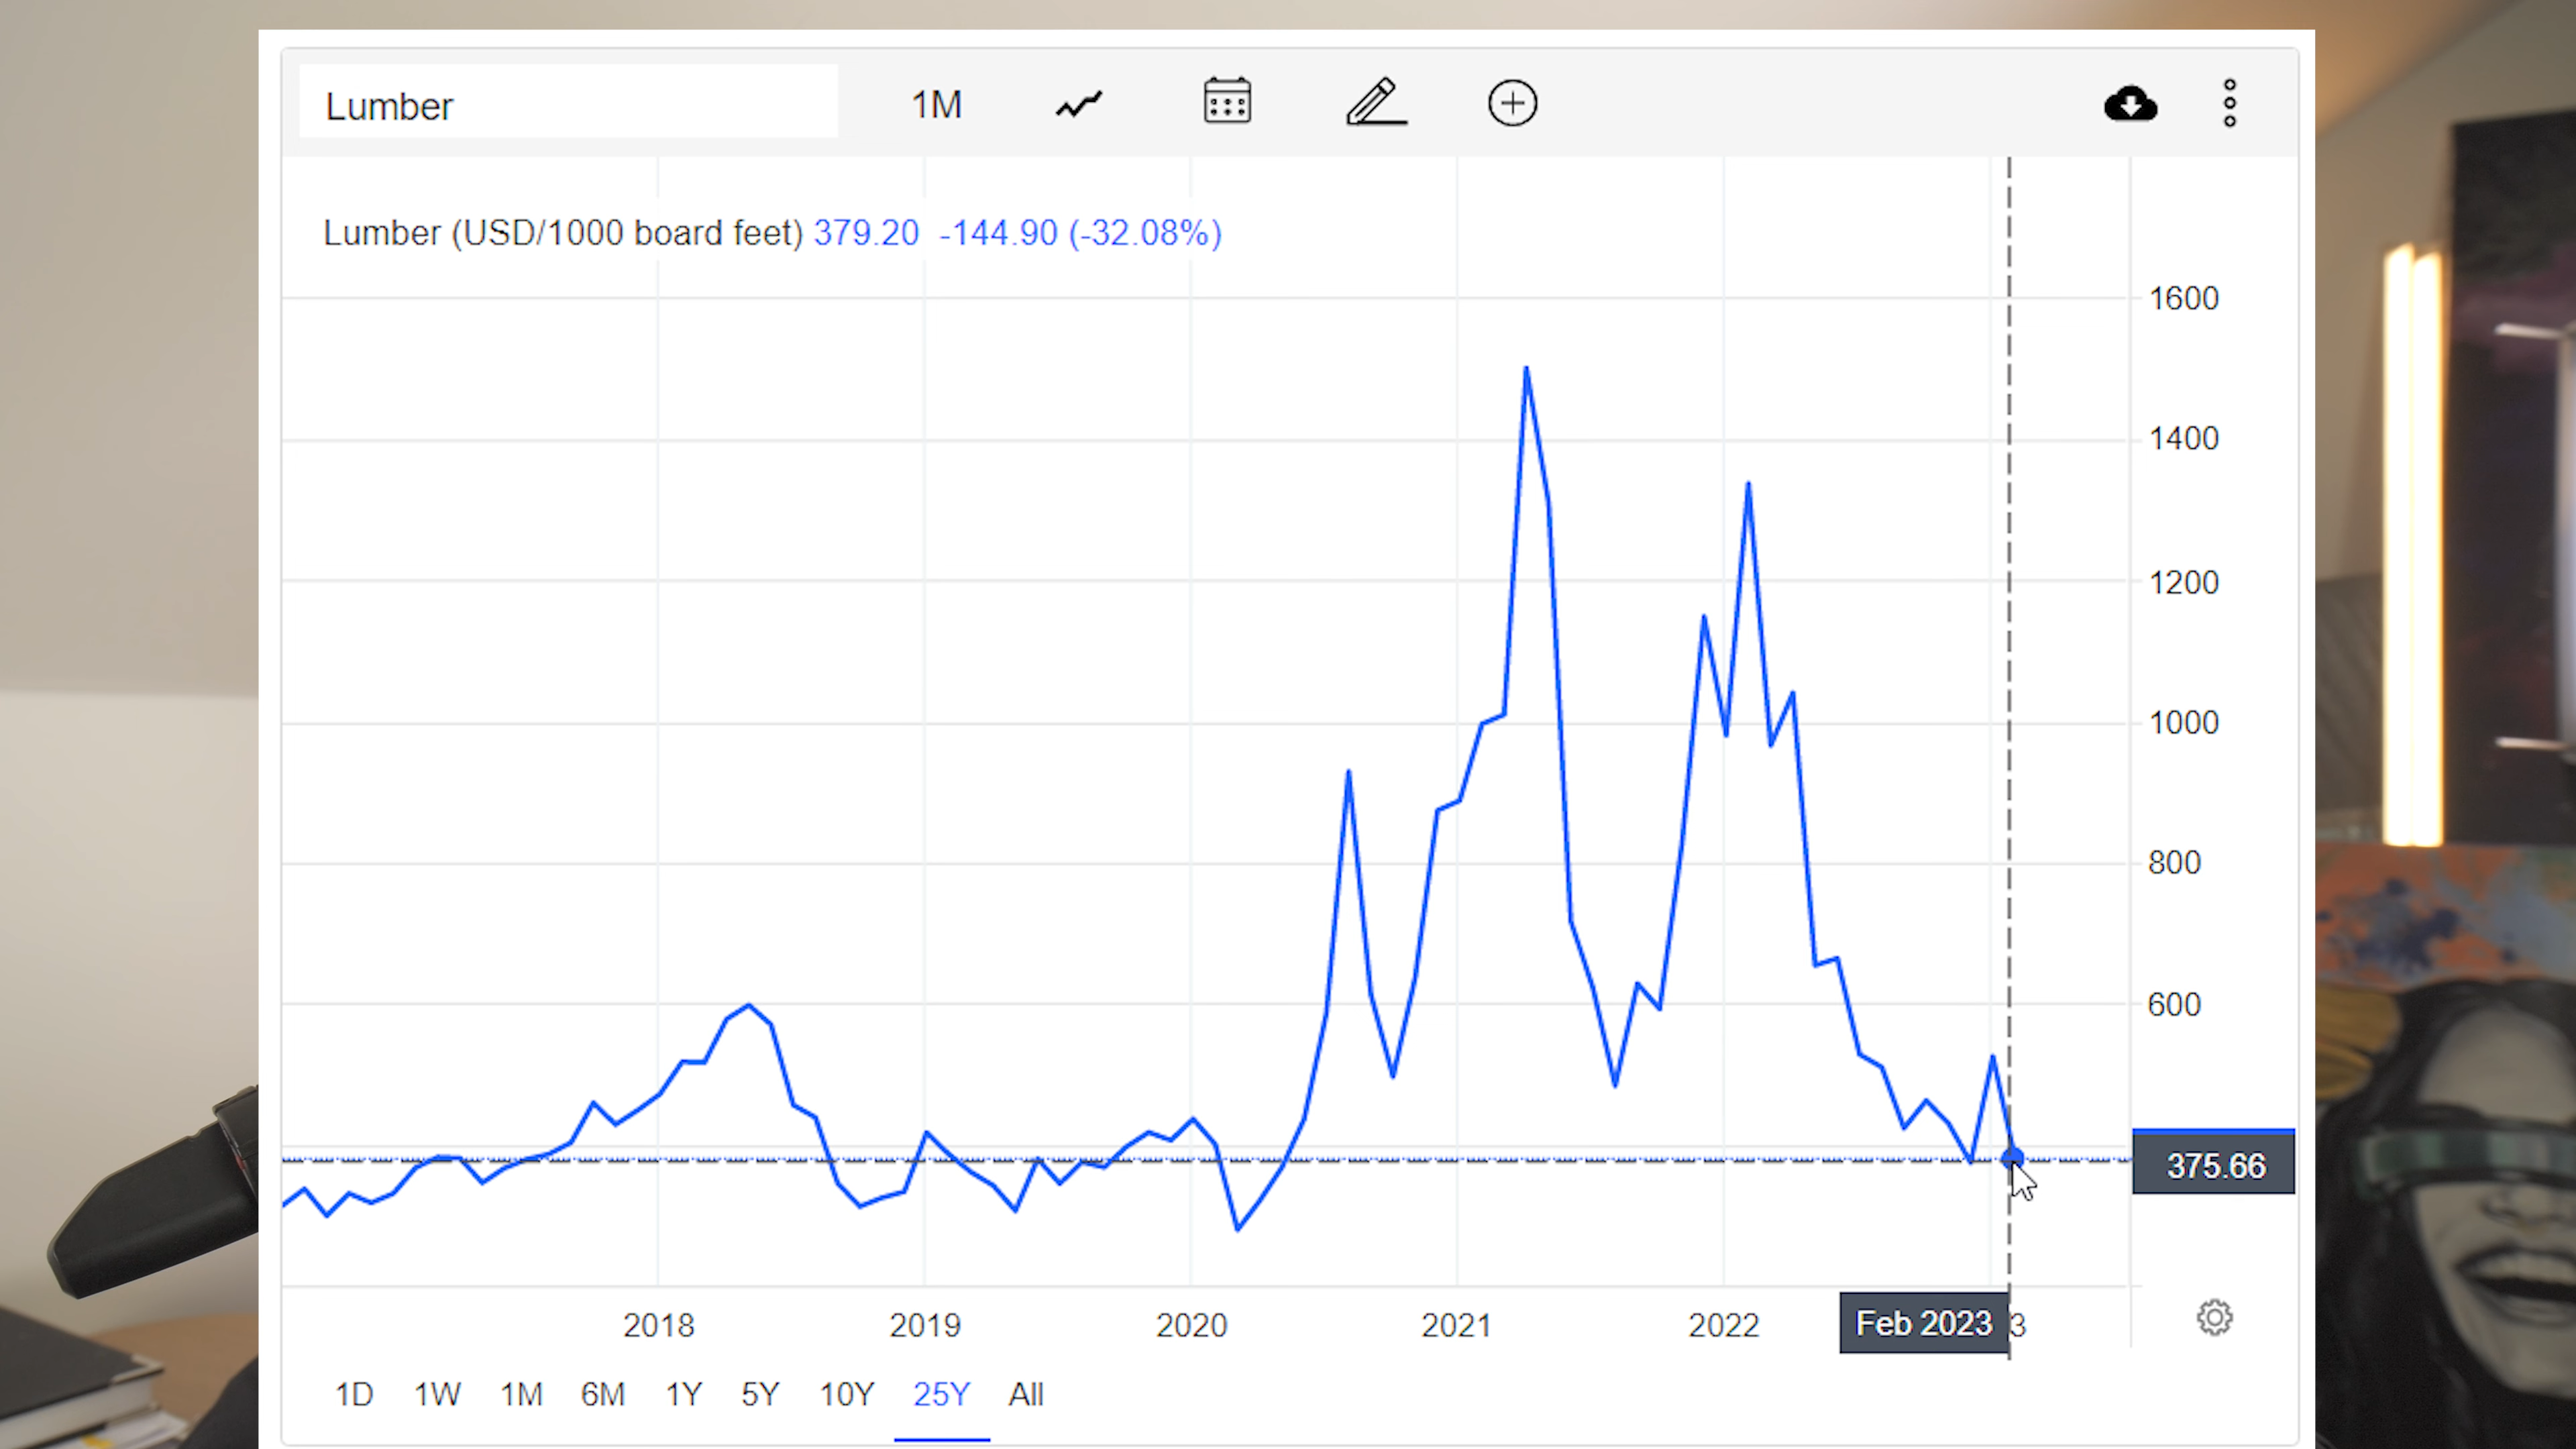 Lumber 1M
Lumber (USD/1000 board feet) 379.20 -144.90 (-32.08%)
1600
1400
1200
1000
800
600
375.66
2018 2019 2020 2021 2022 Feb 2023 3
1D 1W 1M 6M 1Y 5Y 10Y 25Y All